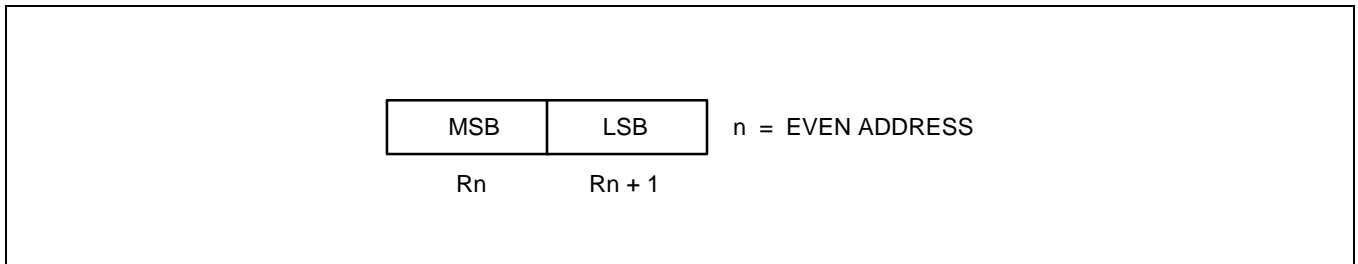 MSB LSB n = EVEN ADDRESS
Rn Rn + 1